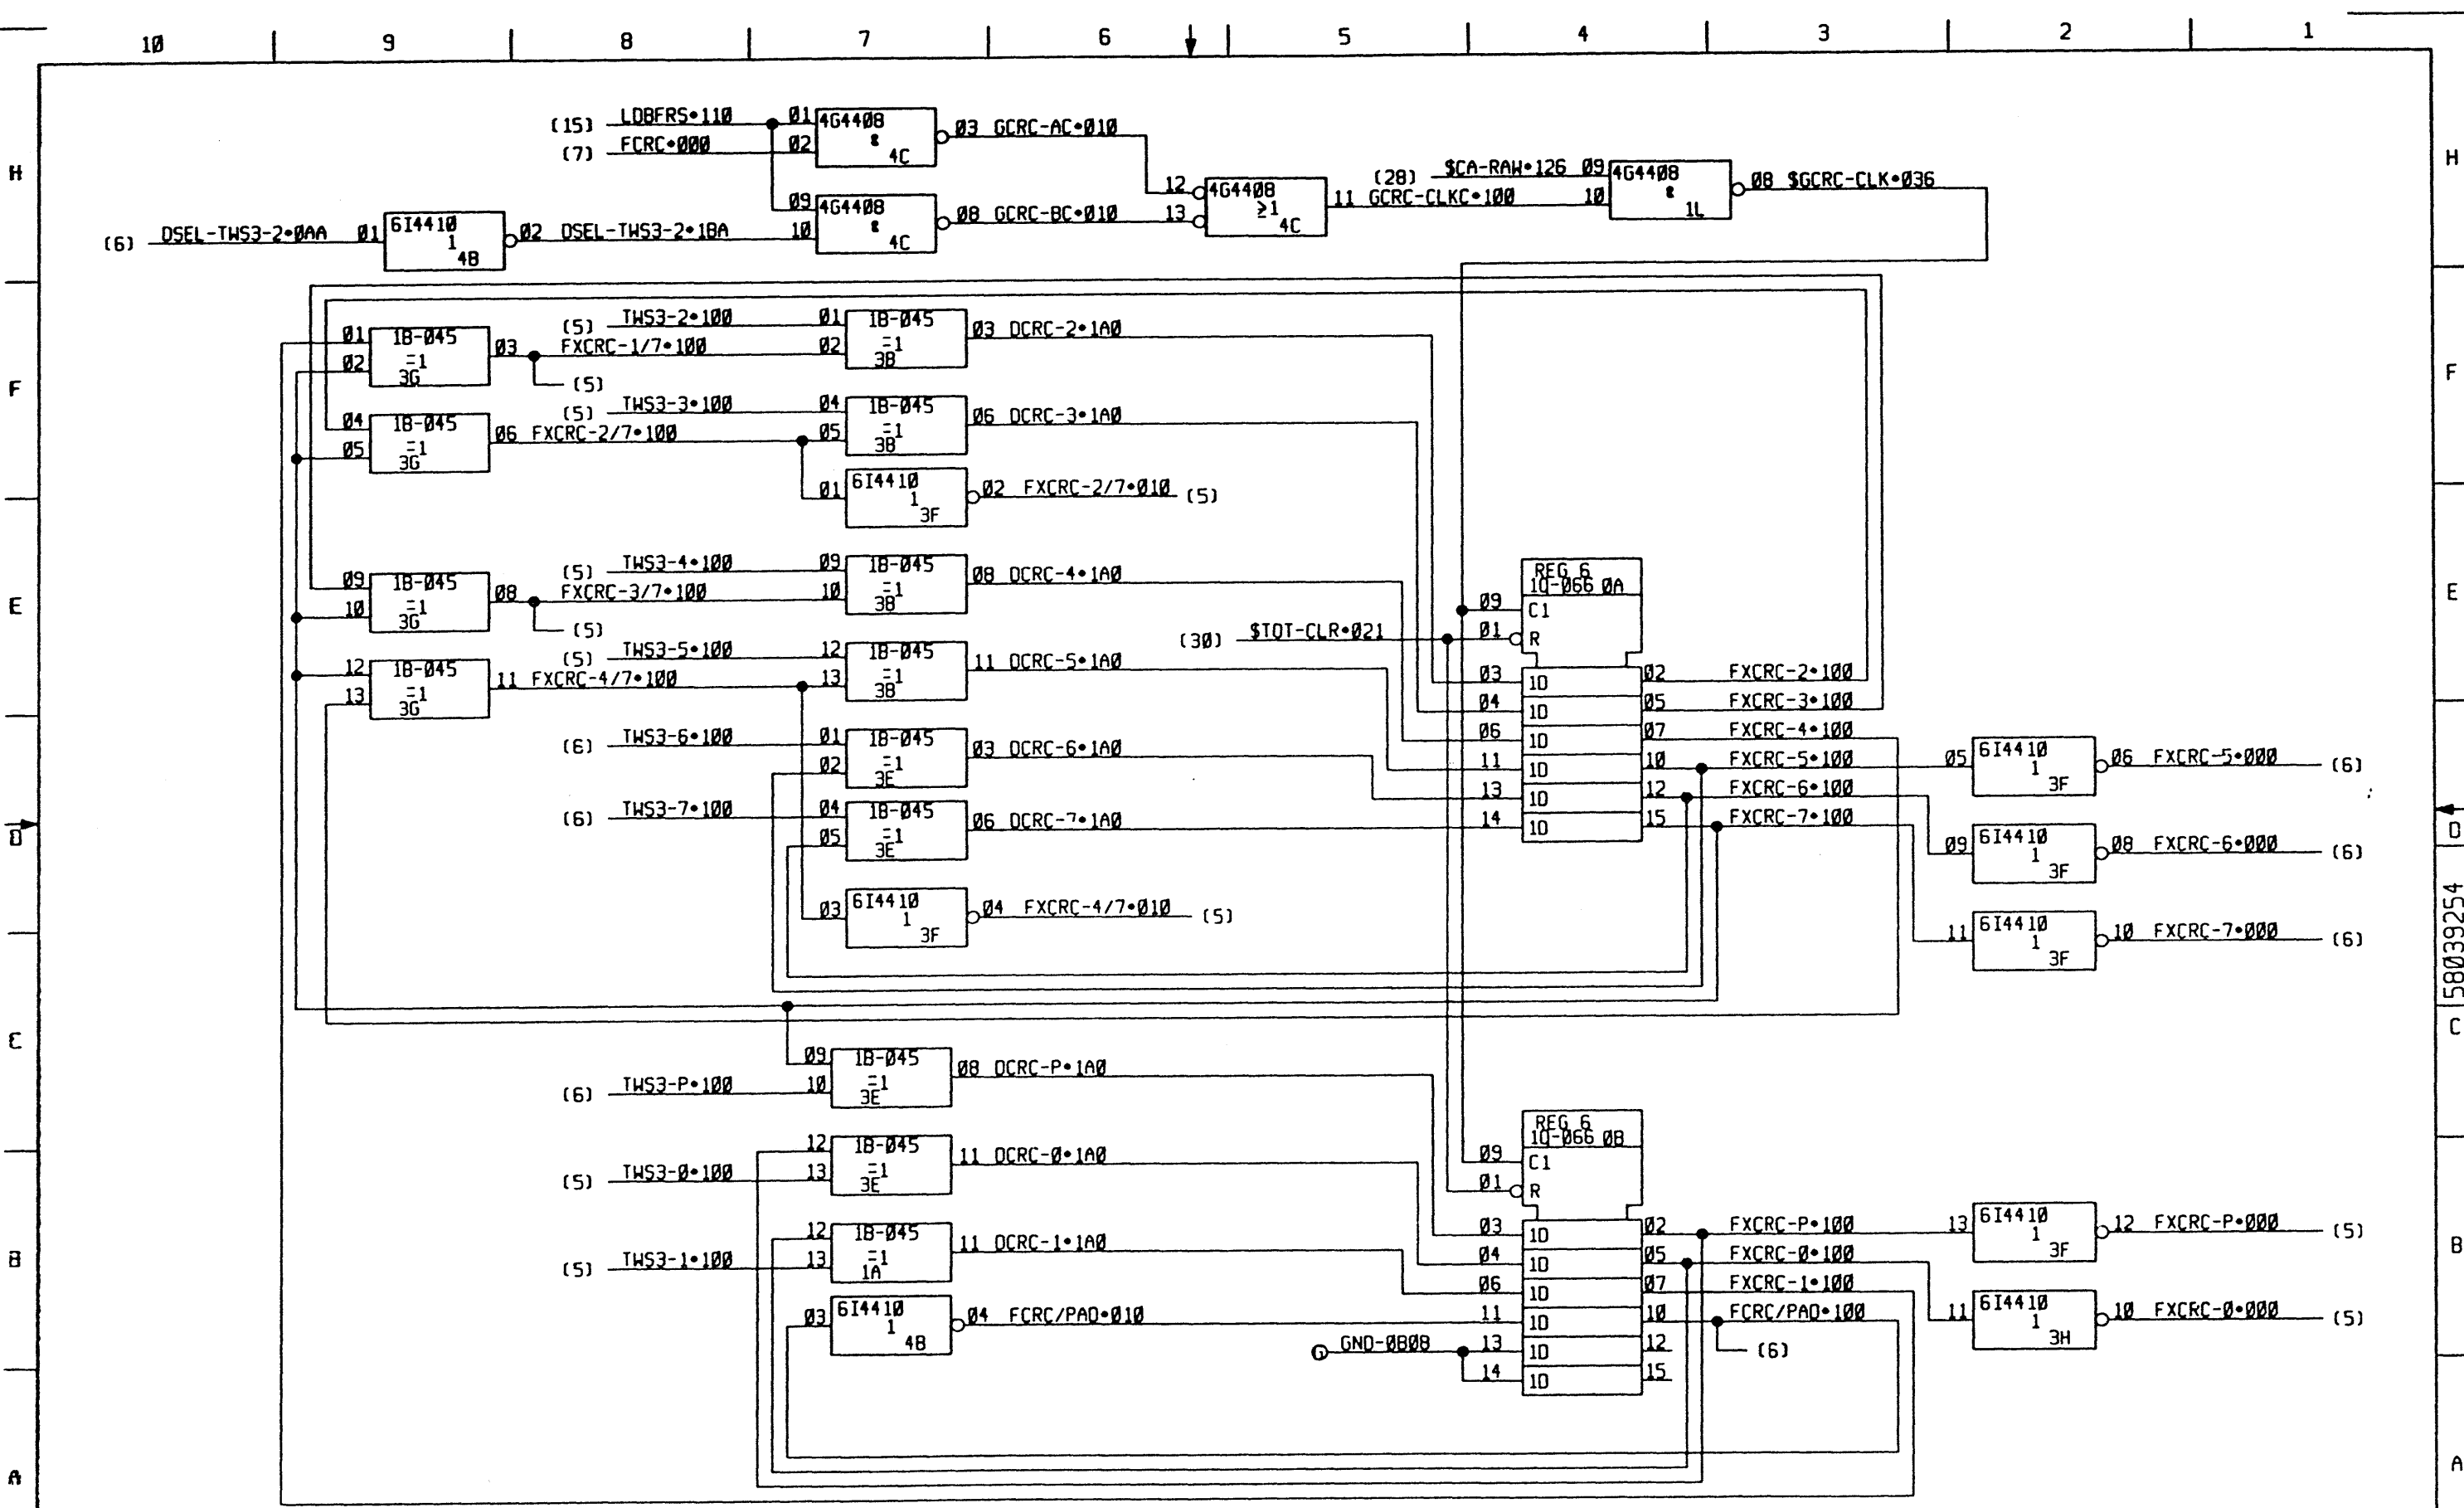 10 9 8 7 6 5 4 3 2 1
H H
(15) LDBFRS•110 01 4G4408 & 4C 03 GCRC-AC•010
(7) FCRC•000 02
12 4G4408 ≥1 4C 11 GCRC-CLKC•100
13
(28) $CA-RAW•126 09 4G4408 & 1L 08 $GCRC-CLK•036
10
09 4G4408 & 4C 08 GCRC-BC•010
(6) DSEL-TWS3-2•0AA 01 6I4410 1 4B 02 DSEL-TWS3-2•1BA 10
F F
01 1B-045 =1 3G 03
02
(5) TWS3-2•100 01 1B-045 =1 3B 03 DCRC-2•1A0
FXCRC-1/7•100 02
(5)
04 1B-045 =1 3G 06 FXCRC-2/7•100
05
(5) TWS3-3•100 04 1B-045 =1 3B 06 DCRC-3•1A0
05
01 6I4410 1 3F 02 FXCRC-2/7•010 (5)
E E
09 1B-045 =1 3G 08
10
(5) TWS3-4•100 09 1B-045 =1 3B 08 DCRC-4•1A0
FXCRC-3/7•100 10
(5)
REG 6
1Q-066 0A
09 C1
(30) $TOT-CLR•021 01 R
12 1B-045 =1 3G 11 FXCRC-4/7•100
13
(5) TWS3-5•100 12 1B-045 =1 3B 11 DCRC-5•1A0
13
03 1D 02 FXCRC-2•100
04 1D 05 FXCRC-3•100
06 1D 07 FXCRC-4•100
11 1D 10 FXCRC-5•100
13 1D 12 FXCRC-6•100
14 1D 15 FXCRC-7•100
(6) TWS3-6•100 01 1B-045 =1 3E 03 DCRC-6•1A0
02
05 6I4410 1 3F 06 FXCRC-5•000 (6)
D D
(6) TWS3-7•100 04 1B-045 =1 3E 06 DCRC-7•1A0
05
09 6I4410 1 3F 08 FXCRC-6•000 (6)
03 6I4410 1 3F 04 FXCRC-4/7•010 (5)
11 6I4410 1 3F 10 FXCRC-7•000 (6)
58039254
C C
09 1B-045 =1 3E 08 DCRC-P•1A0
(6) TWS3-P•100 10
REG 6
1Q-066 0B
09 C1
01 R
12 1B-045 =1 3E 11 DCRC-0•1A0
(5) TWS3-0•100 13
B B
12 1B-045 =1 1A 11 DCRC-1•1A0
(5) TWS3-1•100 13
03 1D 02 FXCRC-P•100
04 1D 05 FXCRC-0•100
06 1D 07 FXCRC-1•100
11 1D 10 FCRC/PAD•100
13 1D 12
14 1D 15
(6)
13 6I4410 1 3F 12 FXCRC-P•000 (5)
11 6I4410 1 3H 10 FXCRC-0•000 (5)
03 6I4410 1 4B 04 FCRC/PAD•010
G GND-0B08
A A